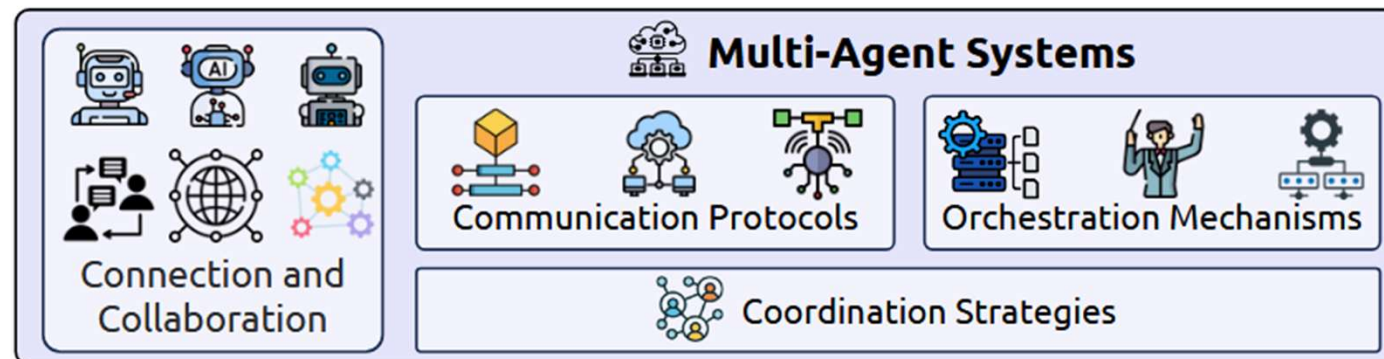 Multi-Agent Systems
AI
Connection and
Collaboration
Communication Protocols
Orchestration Mechanisms
Coordination Strategies